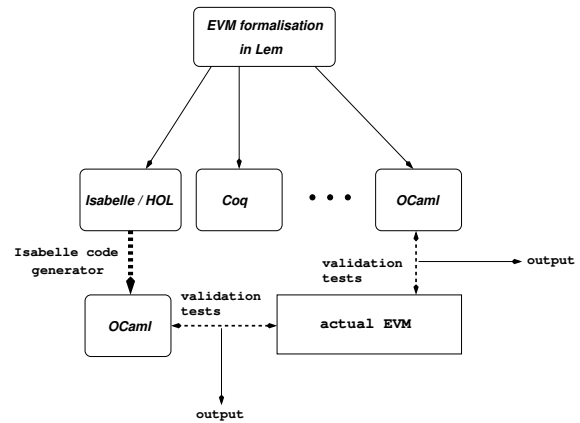 EVM formalisation
in Lem
Isabelle / HOL
Coq
• • •
OCaml
Isabelle code
generator
validation
tests
output
OCaml
validation
tests
actual EVM
output